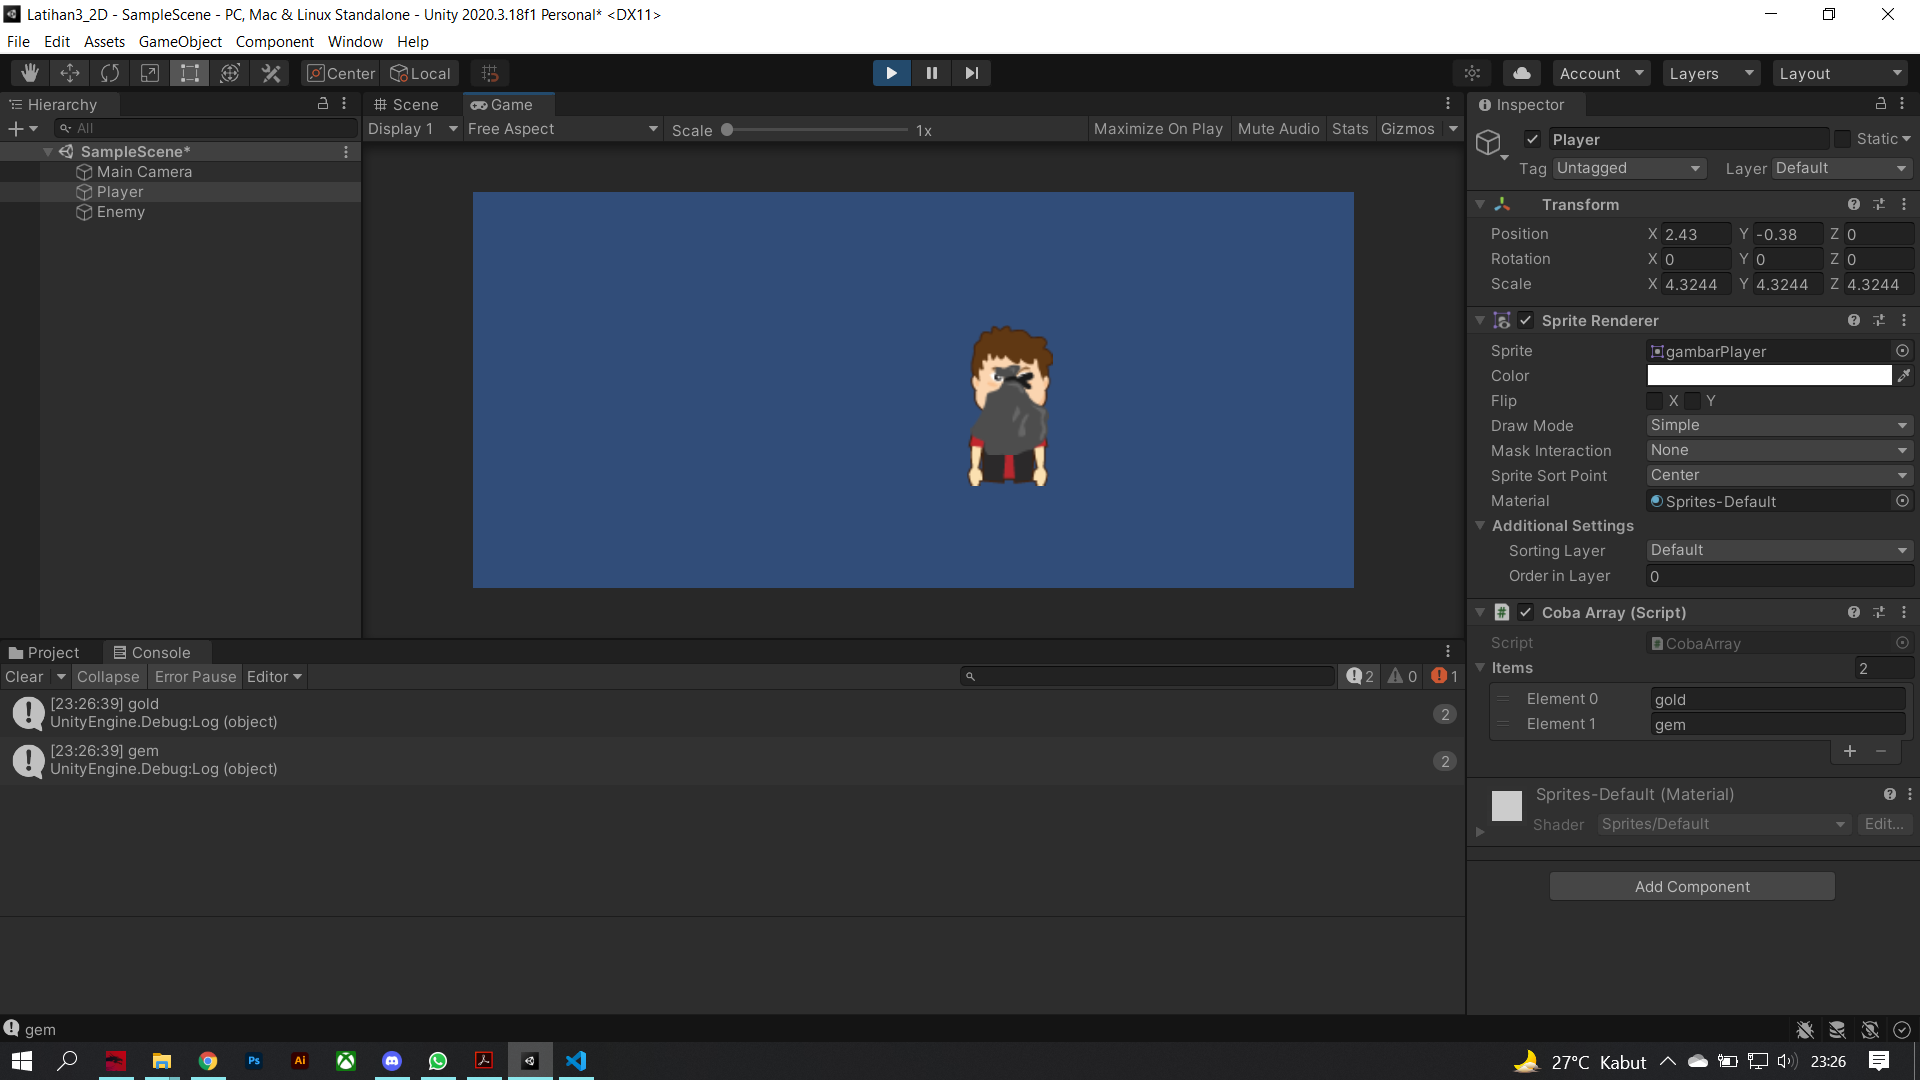 Latihan3_2D - SampleScene - PC, Mac & Linux Standalone - Unity 2020.3.18f1 Personal* <DX11>
File Edit Assets GameObject Component Window Help
Center Local Account Layers Layout
Hierarchy
All
SampleScene*
Main Camera
Player
Enemy
Scene Game
Display 1 Free Aspect Scale 1x Maximize On Play Mute Audio Stats Gizmos
Inspector
Player Static
Tag Untagged Layer Default
Transform
Position X 2.43 Y -0.38 Z 0
Rotation X 0 Y 0 Z 0
Scale X 4.3244 Y 4.3244 Z 4.3244
Sprite Renderer
Sprite gambarPlayer
Color
Flip X Y
Draw Mode Simple
Mask Interaction None
Sprite Sort Point Center
Material Sprites-Default
Additional Settings
Sorting Layer Default
Order in Layer 0
# Coba Array (Script)
Script # CobaArray
Items 2
Element 0 gold
Element 1 gem
+ −
Sprites-Default (Material)
Shader Sprites/Default Edit...
Add Component
Project Console
Clear Collapse Error Pause Editor 2 0 1
[23:26:39] gold
UnityEngine.Debug:Log (object) 2
[23:26:39] gem
UnityEngine.Debug:Log (object) 2
gem
Ps Ai 27°C Kabut 23:26